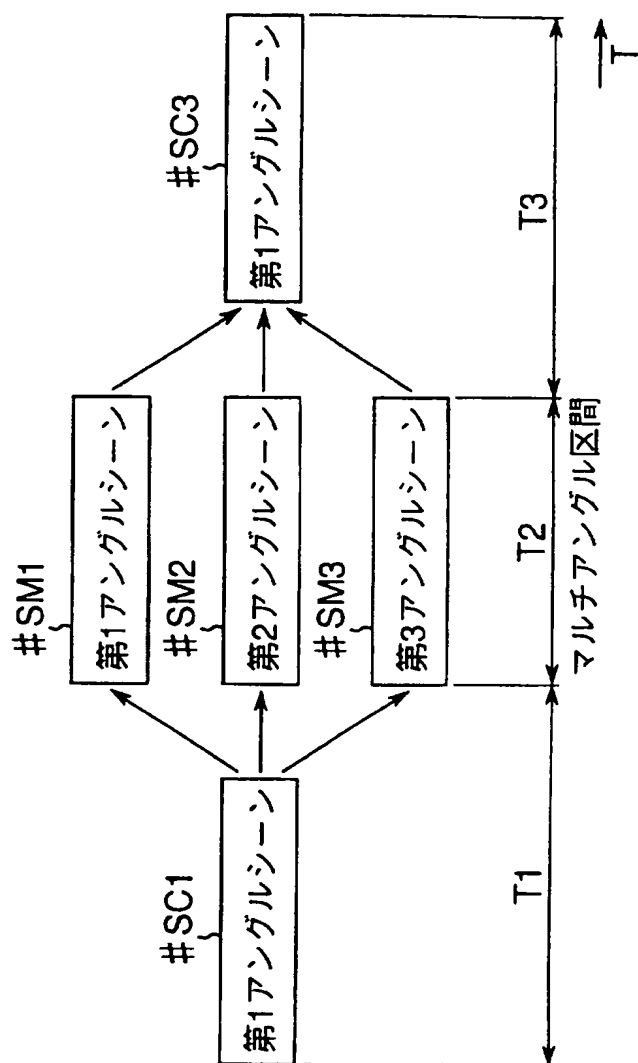 #SC1
第1アングルシーン
#SM1
第1アングルシーン
#SM2
第2アングルシーン
#SM3
第3アングルシーン
#SC3
第1アングルシーン
T1
T2
T3
マルチアングル区間
T